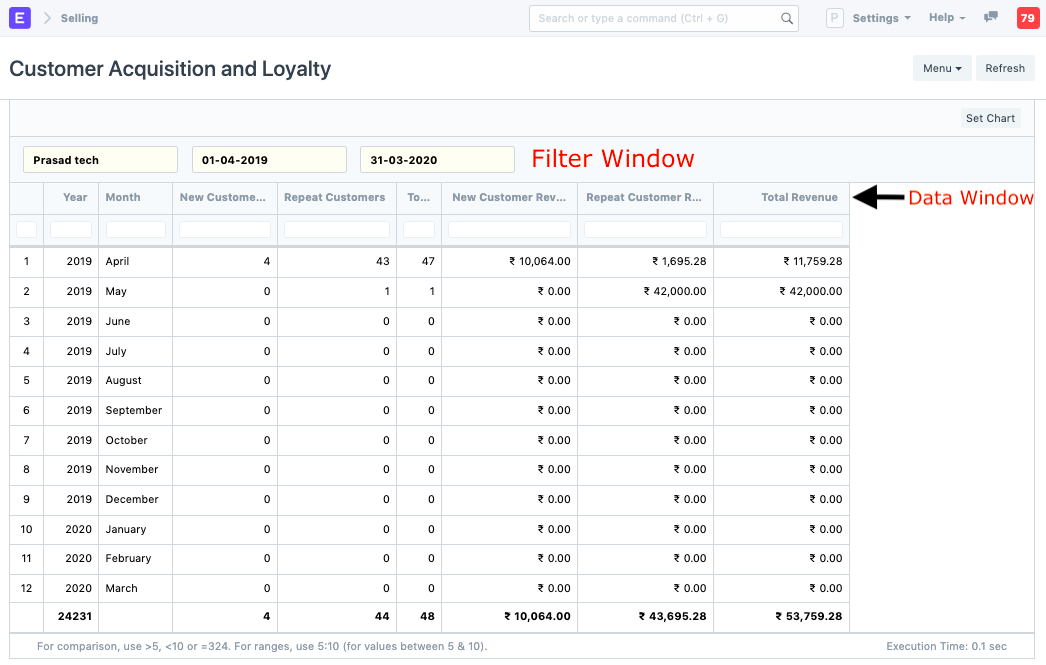 E Selling Search or type a command (Ctrl + G) P Settings Help 79
Customer Acquisition and Loyalty Menu Refresh
Set Chart
Prasad tech 01-04-2019 31-03-2020 Filter Window
Year Month New Custome... Repeat Customers To... New Customer Rev... Repeat Customer R... Total Revenue Data Window
1 2019 April 4 43 47 ₹ 10,064.00 ₹ 1,695.28 ₹ 11,759.28
2 2019 May 0 1 1 ₹ 0.00 ₹ 42,000.00 ₹ 42,000.00
3 2019 June 0 0 0 ₹ 0.00 ₹ 0.00 ₹ 0.00
4 2019 July 0 0 0 ₹ 0.00 ₹ 0.00 ₹ 0.00
5 2019 August 0 0 0 ₹ 0.00 ₹ 0.00 ₹ 0.00
6 2019 September 0 0 0 ₹ 0.00 ₹ 0.00 ₹ 0.00
7 2019 October 0 0 0 ₹ 0.00 ₹ 0.00 ₹ 0.00
8 2019 November 0 0 0 ₹ 0.00 ₹ 0.00 ₹ 0.00
9 2019 December 0 0 0 ₹ 0.00 ₹ 0.00 ₹ 0.00
10 2020 January 0 0 0 ₹ 0.00 ₹ 0.00 ₹ 0.00
11 2020 February 0 0 0 ₹ 0.00 ₹ 0.00 ₹ 0.00
12 2020 March 0 0 0 ₹ 0.00 ₹ 0.00 ₹ 0.00
24231 4 44 48 ₹ 10,064.00 ₹ 43,695.28 ₹ 53,759.28
For comparison, use >5, <10 or =324. For ranges, use 5:10 (for values between 5 & 10). Execution Time: 0.1 sec